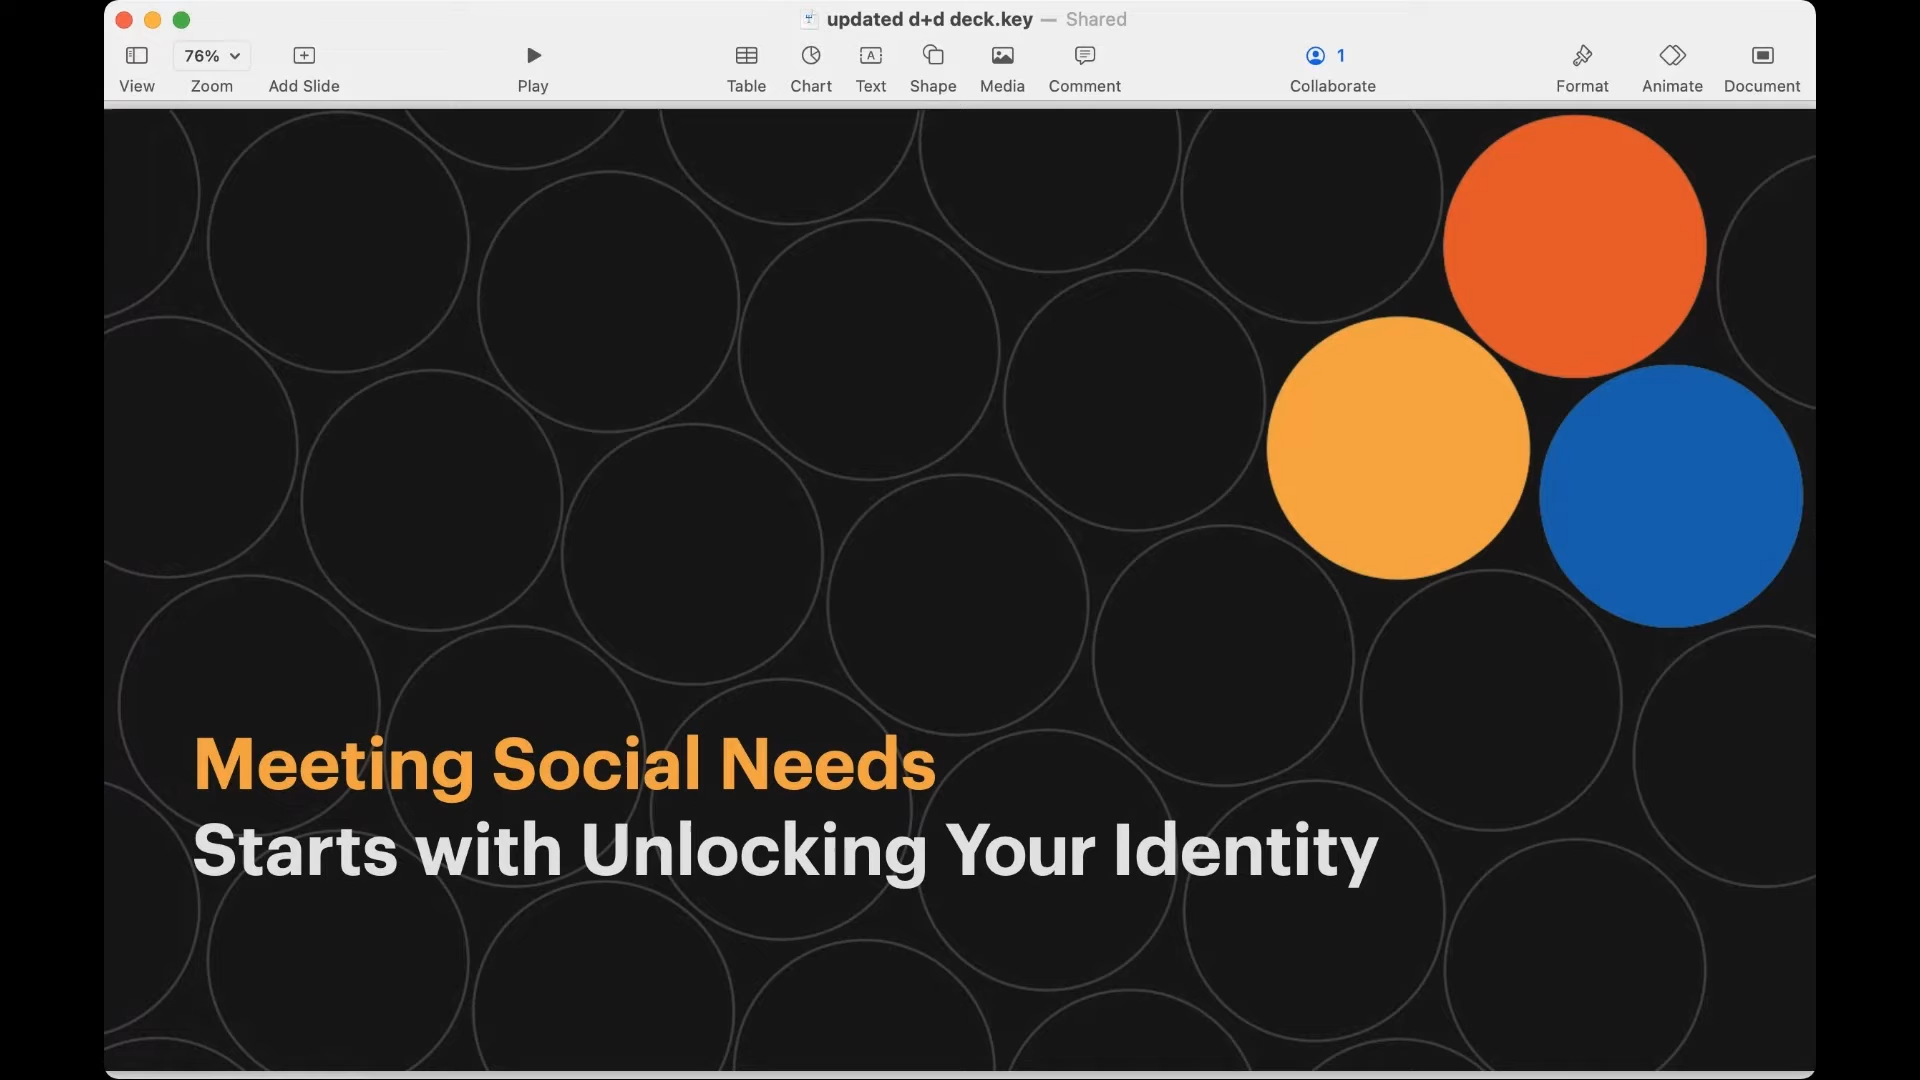 updated d+d deck.key — Shared
76%
1
View
Zoom
Add Slide
Play
Table
Chart
Text
Shape
Media
Comment
Collaborate
Format
Animate
Document
Meeting Social Needs
Starts with Unlocking Your Identity